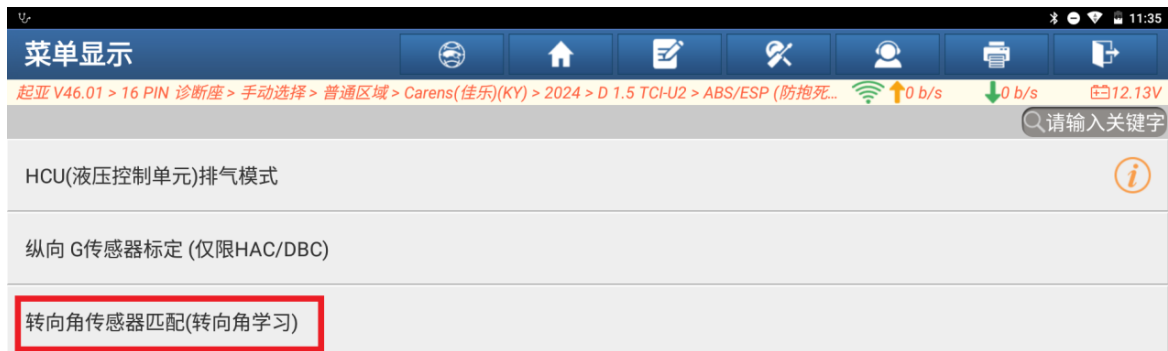 11:35
菜单显示
起亚 V46.01 > 16 PIN 诊断座 > 手动选择 > 普通区域 > Carens(佳乐)(KY) > 2024 > D 1.5 TCI-U2 > ABS/ESP (防抱死... 0 b/s 0 b/s 12.13V
请输入关键字
HCU(液压控制单元)排气模式
纵向 G传感器标定 (仅限HAC/DBC)
转向角传感器匹配(转向角学习)